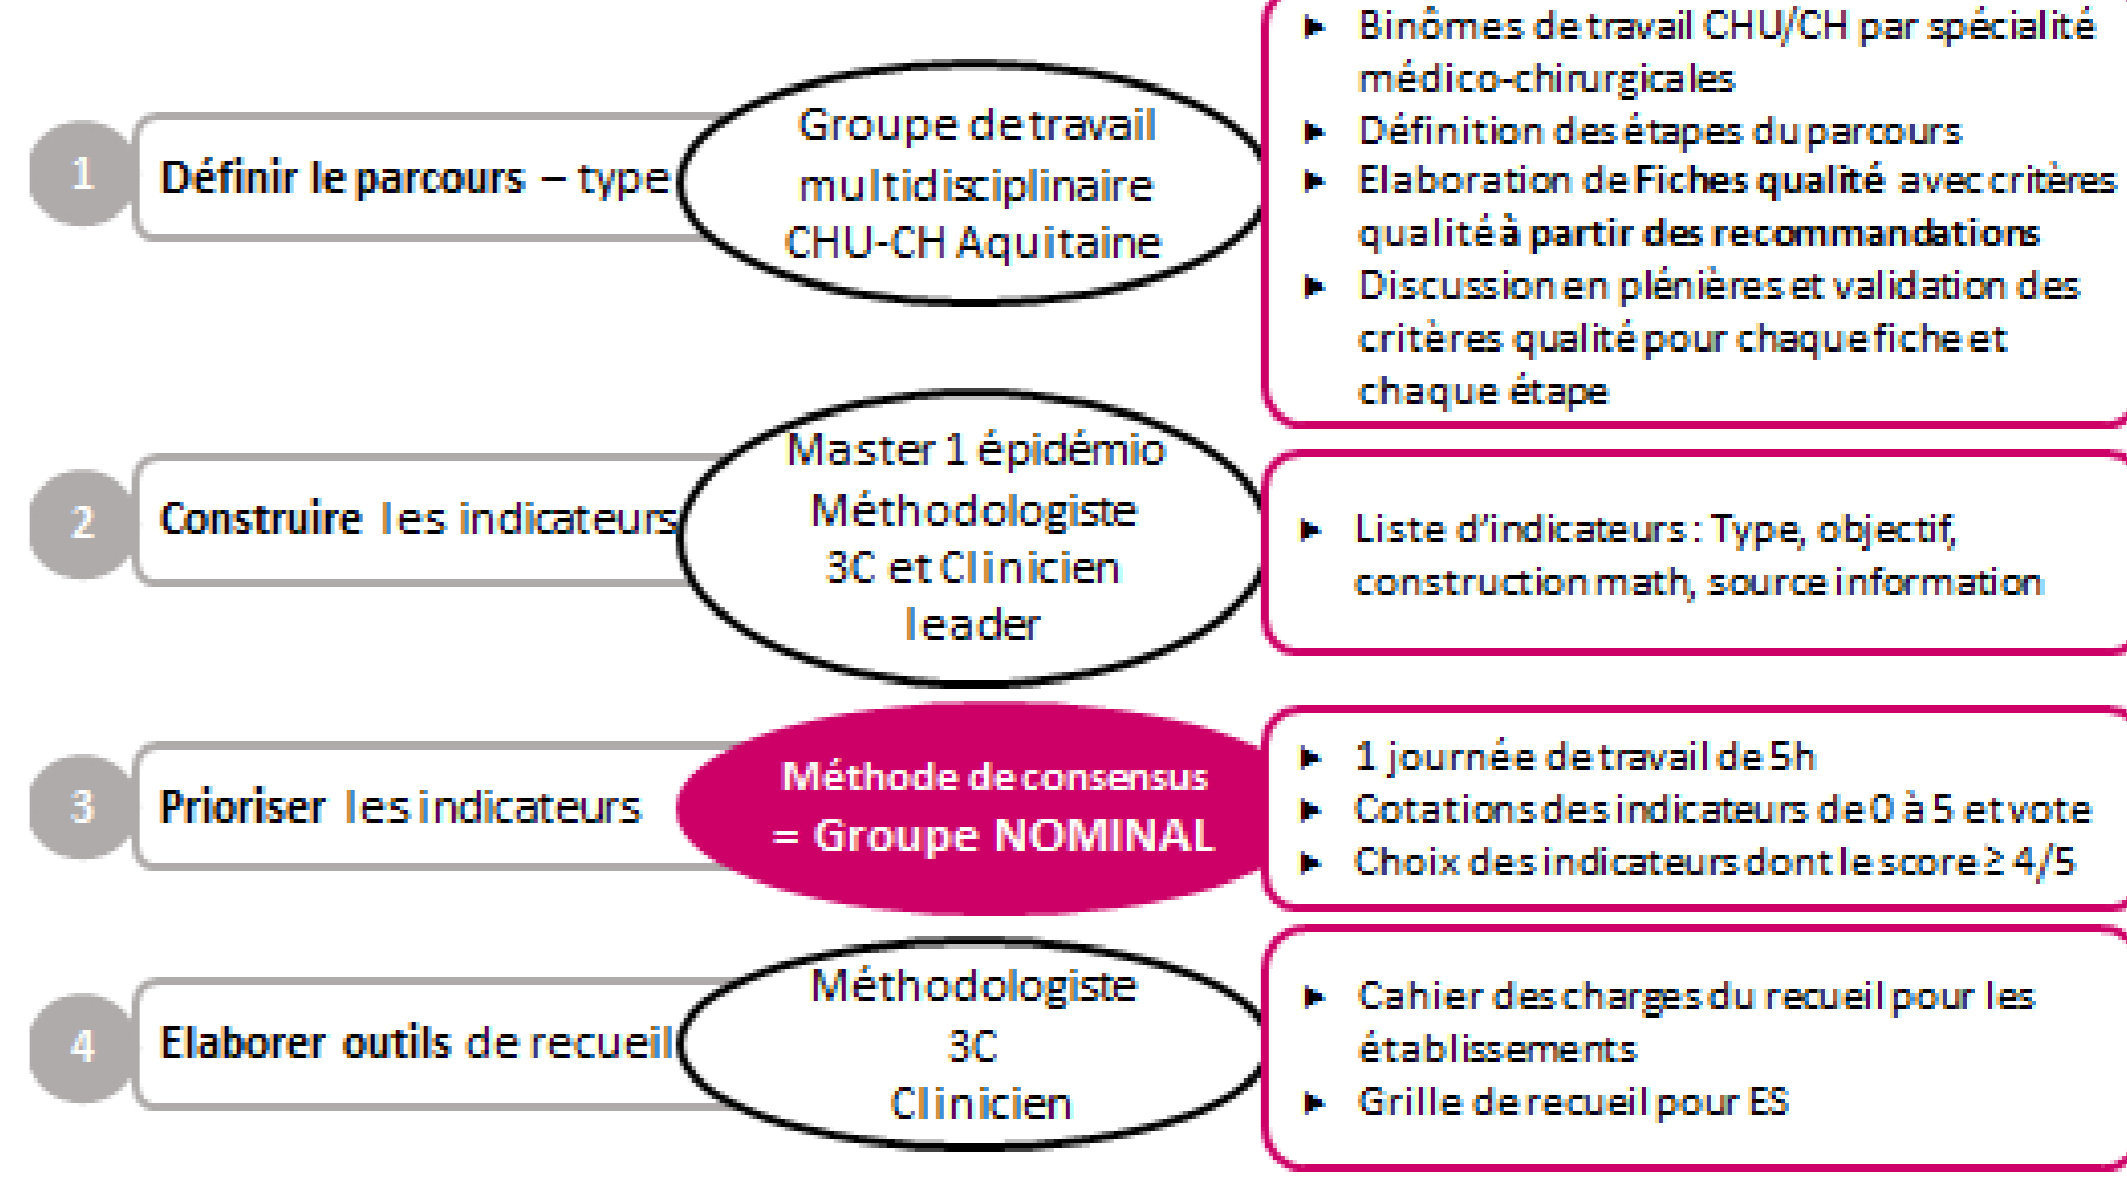 1
Définir le parcours – type
Groupe de travail
multidisciplinaire
CHU-CH Aquitaine
► Binômes de travail CHU/CH par spécialité
médico-chirurgicales
► Définition des étapes du parcours
► Elaboration de Fiches qualité avec critères
qualité à partir des recommandations
► Discussion en plénières et validation des
critères qualité pour chaque fiche et
chaque étape
2
Construire les indicateurs
Master 1 épidémio
Méthodologiste
3C et Clinicien
leader
► Liste d'indicateurs : Type, objectif,
construction math, source information
3
Prioriser les indicateurs
Méthode de consensus
= Groupe NOMINAL
► 1 journée de travail de 5h
► Cotations des indicateurs de 0 à 5 et vote
► Choix des indicateurs dont le score ≥ 4/5
4
Elaborer outils de recueil
Méthodologiste
3C
Clinicien
► Cahier des charges du recueil pour les
établissements
► Grille de recueil pour ES